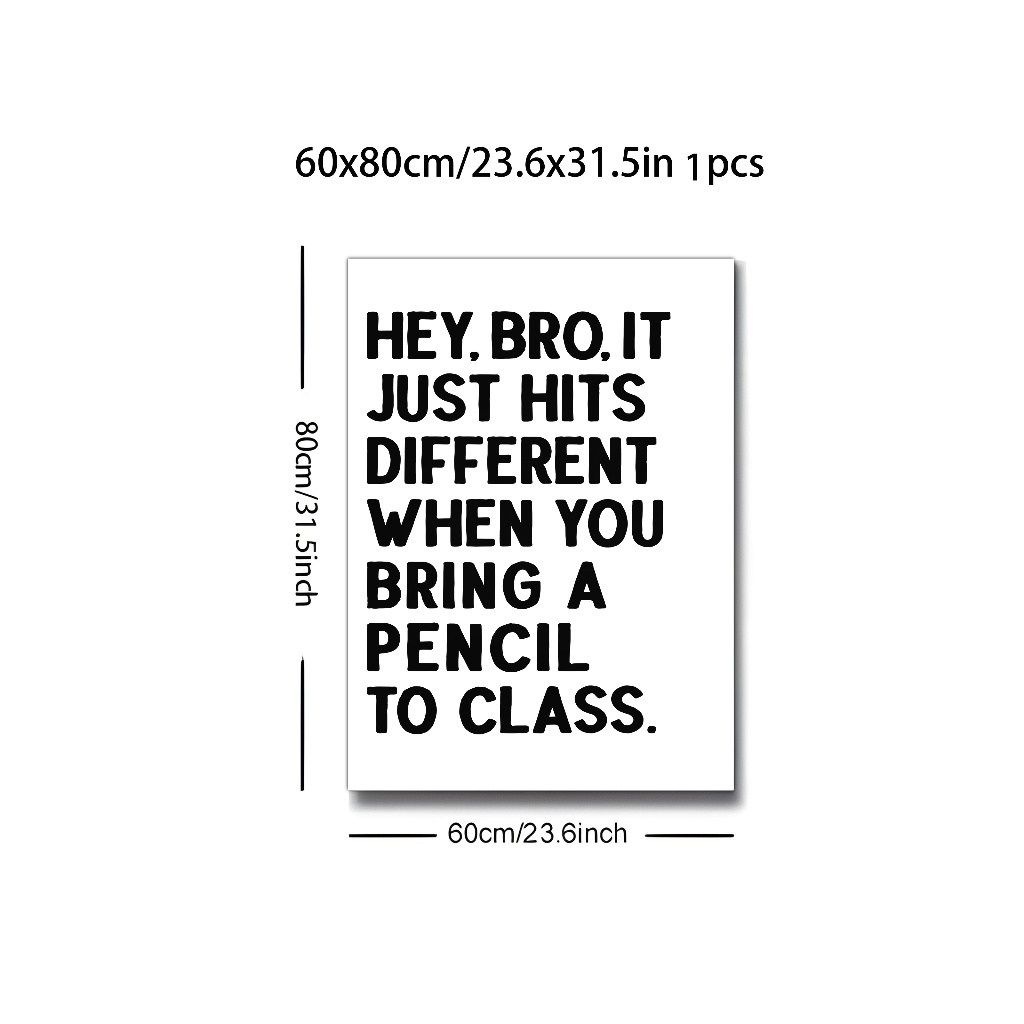 60x80cm/23.6x31.5in 1pcs
80cm/31.5inch
HEY, BRO, IT
JUST HITS
DIFFERENT
WHEN YOU
BRING A
PENCIL
TO CLASS.
60cm/23.6inch